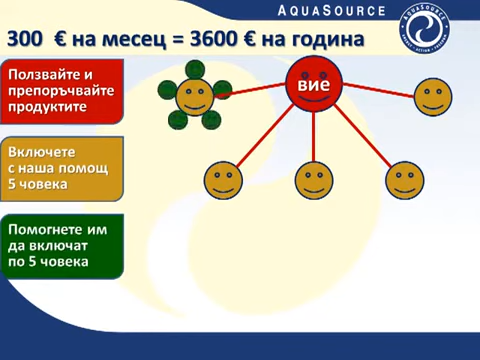 AQUASOURCE
AQUASOURCE
300 € на месец = 3600 € на година
Ползвайте и
препоръчвайте
продуктите
вие
Включете
с наша помощ
5 човека
Помогнете им
да включат
по 5 човека